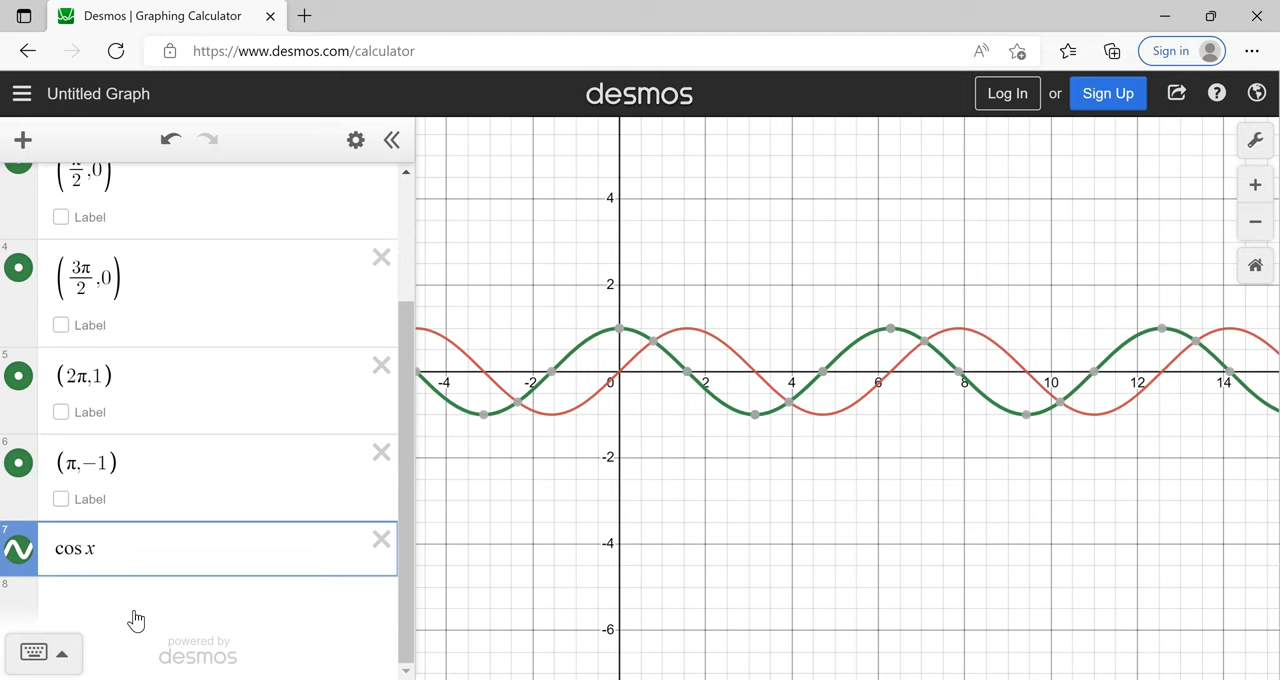 Desmos | Graphing Calculator
https://www.desmos.com/calculator
Sign in
Untitled Graph
desmos
Log In or Sign Up
(π/2,0)
Label
4
(3π/2,0)
Label
5
(2π,1)
Label
6
(π,−1)
Label
7
cos x
8
powered by
desmos
4
2
-4 -2 0 2 4 6 8 10 12 14
-2
-4
-6